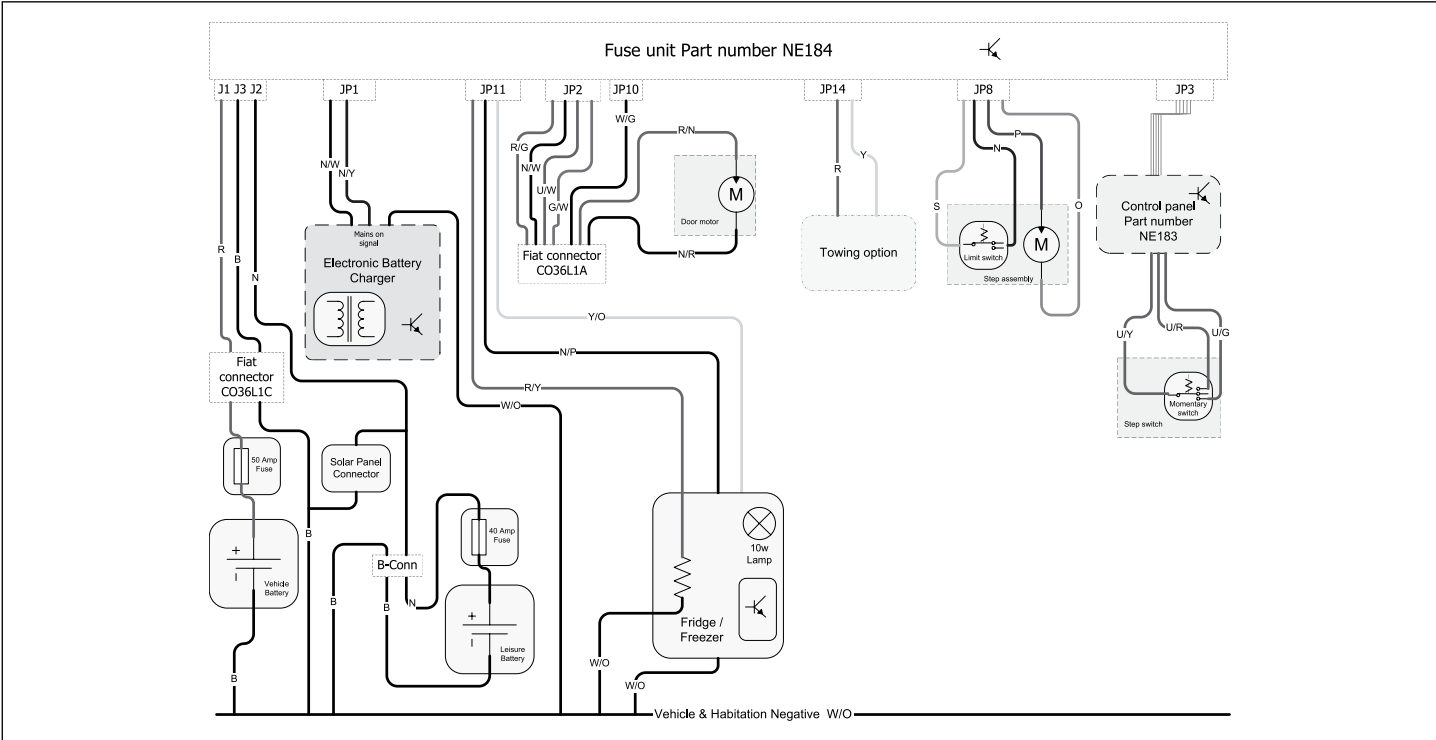 Fuse unit Part number NE184
J1 J3 J2
JP1
JP11
JP2
JP10
JP14
JP8
JP3
W/G
R/N
R/G
N/W
N/Y
N/W
U/W
G/W
R
Y
P
N
S
O
M
Door motor
N/R
Fiat
connector
CO36L1A
Towing option
Limit switch
M
Step assembly
Control panel
Part number
NE183
U/Y
U/R
U/G
Momentary
switch
Step switch
R
B
N
Mains on
signal
Electronic Battery
Charger
Y/O
N/P
R/Y
W/O
Fiat
connector
CO36L1C
50 Amp
Fuse
Solar Panel
Connector
B
+
–
Vehicle
Battery
B
B-Conn
40 Amp
Fuse
B
B
N
+
–
Leisure
Battery
10w
Lamp
Fridge /
Freezer
W/O
W/O
Vehicle & Habitation Negative W/O